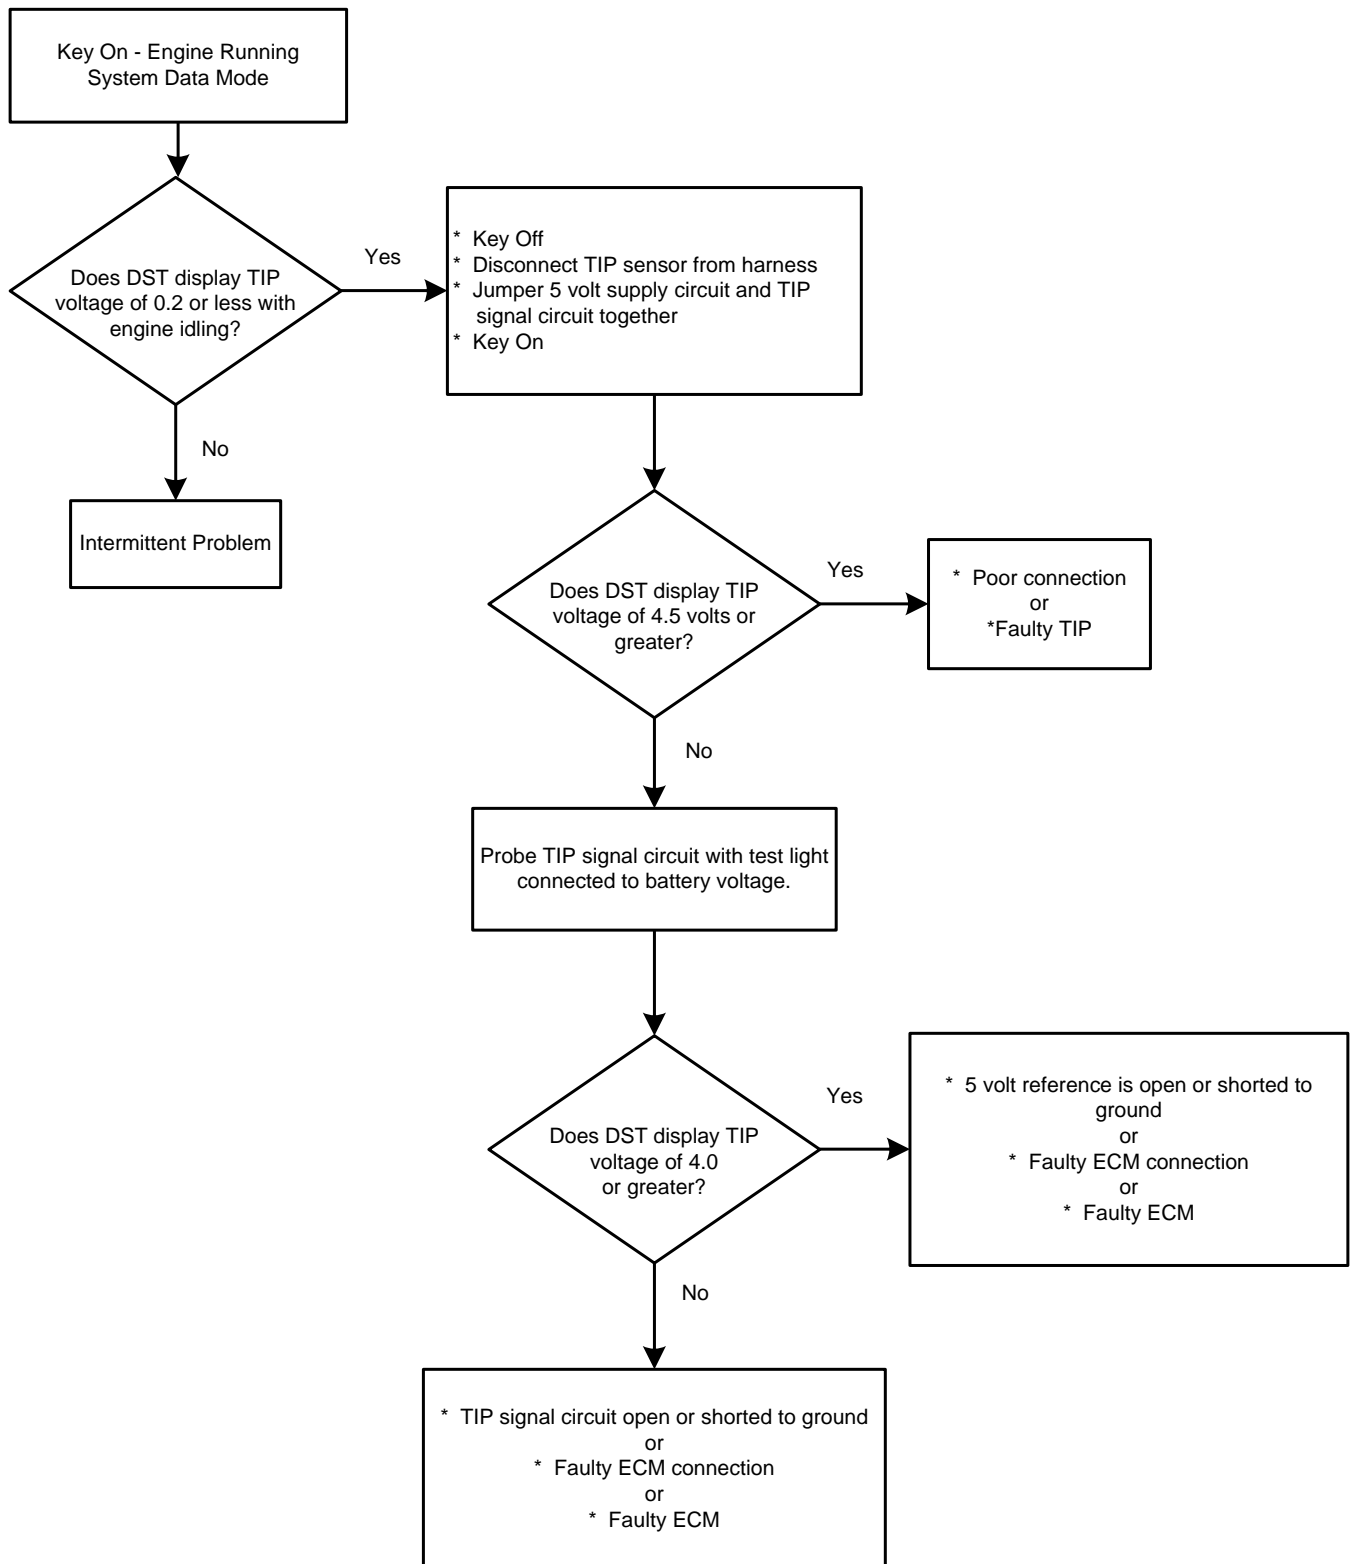 Key On - Engine Running
System Data Mode
Does DST display TIP
voltage of 0.2 or less with
engine idling?
Yes
* Key Off
* Disconnect TIP sensor from harness
* Jumper 5 volt supply circuit and TIP
signal circuit together
* Key On
No
Intermittent Problem
Does DST display TIP
voltage of 4.5 volts or
greater?
Yes
* Poor connection
or
*Faulty TIP
No
Probe TIP signal circuit with test light
connected to battery voltage.
Does DST display TIP
voltage of 4.0
or greater?
Yes
* 5 volt reference is open or shorted to
ground
or
* Faulty ECM connection
or
* Faulty ECM
No
* TIP signal circuit open or shorted to ground
or
* Faulty ECM connection
or
* Faulty ECM